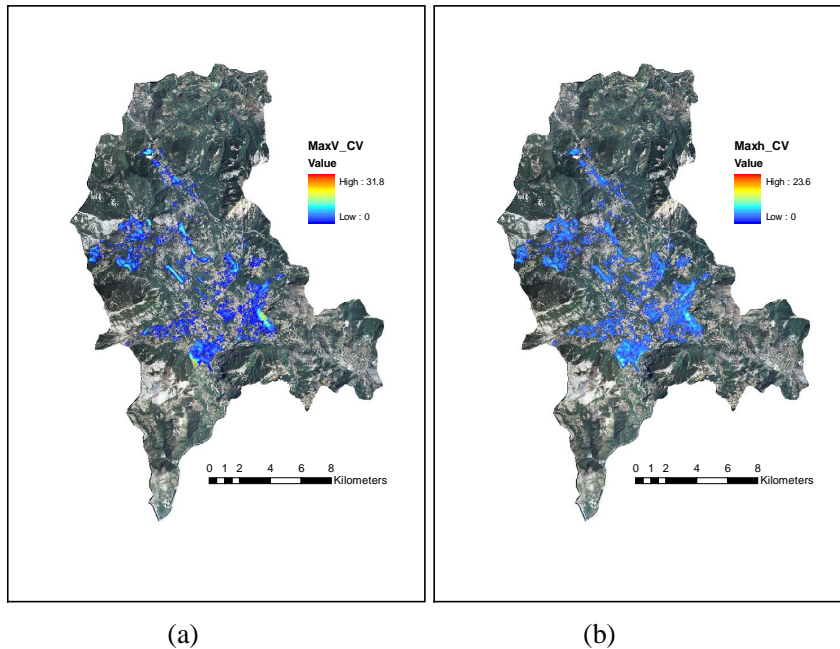 MaxV_CV
Value
High : 31.8
Low : 0
0 1 2 4 6 8
Kilometers
Maxh_CV
Value
High : 23.6
Low : 0
0 1 2 4 6 8
Kilometers
(a)
(b)